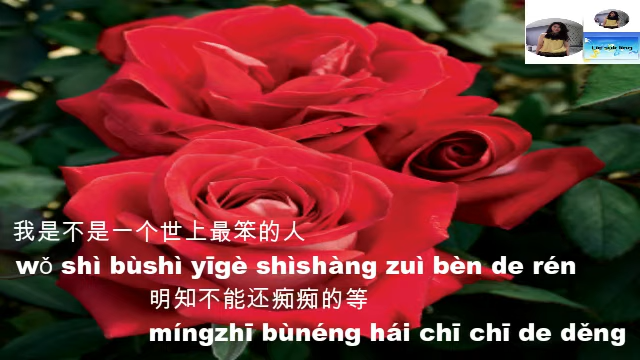 我是不是一个世上最笨的人
wǒ shì bùshì yīgè shìshàng zuì bèn de rén
明知不能还痴痴的等
míngzhī bùnéng hái chī chī de děng